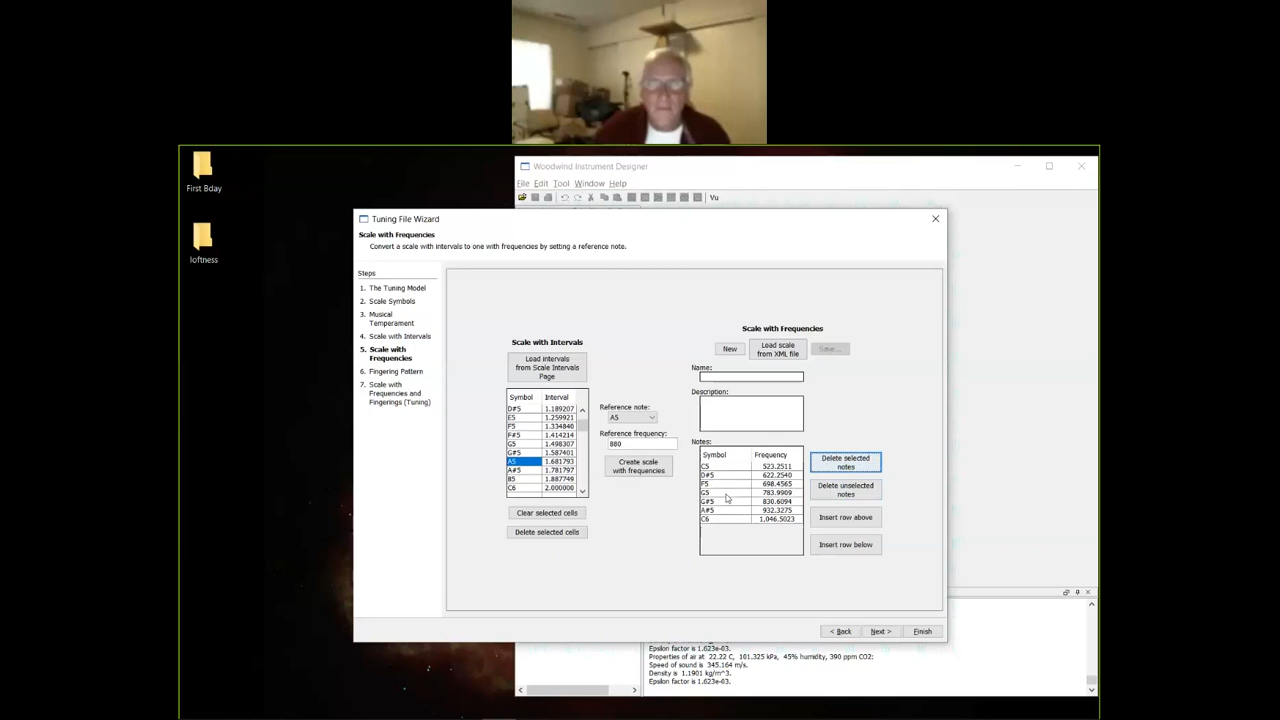 First Bday
loftness
Woodwind Instrument Designer
File Edit Tool Window Help
Vu
Tuning File Wizard
Scale with Frequencies
Convert a scale with intervals to one with frequencies by setting a reference note.
Steps
1. The Tuning Model
2. Scale Symbols
3. Musical
Temperament
4. Scale with Intervals
5. Scale with
Frequencies
6. Fingering Pattern
7. Scale with
Frequencies and
Fingerings (Tuning)
Scale with Intervals
Load intervals
from Scale Intervals
Page
Symbol Interval
D#5 1.189207
E5 1.259921
F5 1.334840
F#5 1.414214
G5 1.498307
G#5 1.587401
A5 1.681793
A#5 1.781797
B5 1.887749
C6 2.000000
Clear selected cells
Delete selected cells
Reference note:
A5
Reference frequency:
880
Create scale
with frequencies
Scale with Frequencies
New
Load scale
from XML file
Save...
Name:
Description:
Notes:
Symbol Frequency
C5 523.2511
D#5 622.2540
F5 698.4565
G5 783.9909
G#5 830.6094
A#5 932.3275
C6 1,046.5023
Delete selected
notes
Delete unselected
notes
Insert row above
Insert row below
< Back
Next >
Finish
Epsilon factor is 1.623e-03.
Properties of air at 22.22 C, 101.325 kPa, 45% humidity, 390 ppm CO2:
Speed of sound is 345.164 m/s.
Density is 1.1901 kg/m^3.
Epsilon factor is 1.623e-03.